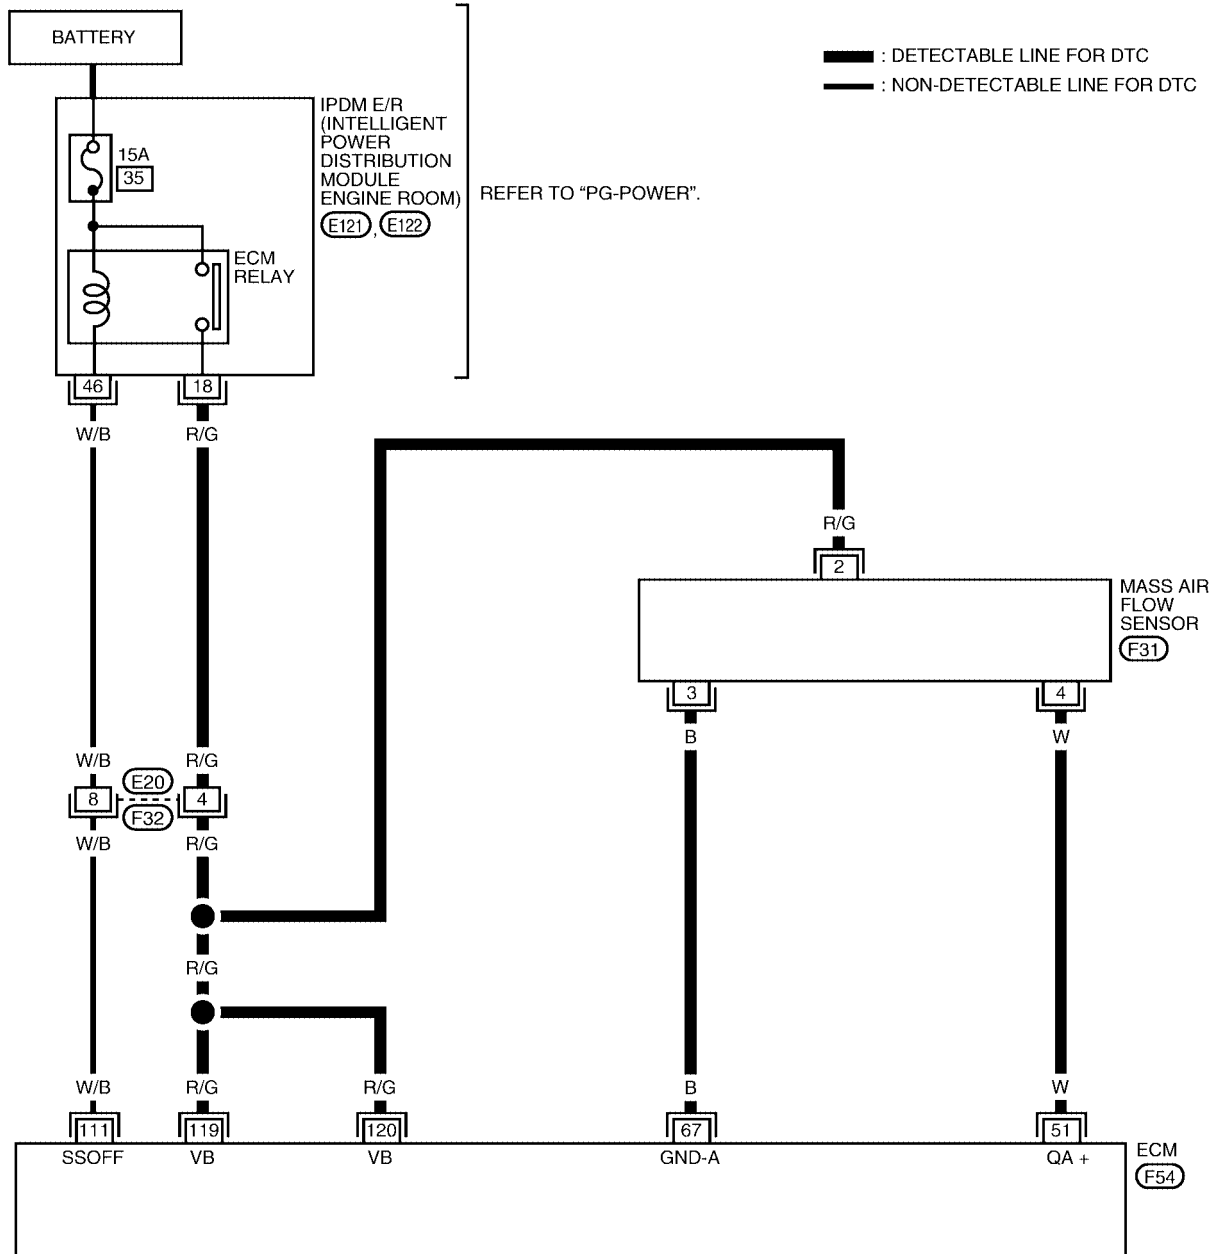 BATTERY
: DETECTABLE LINE FOR DTC
: NON-DETECTABLE LINE FOR DTC
IPDM E/R
(INTELLIGENT
POWER
DISTRIBUTION
MODULE
ENGINE ROOM)
E121 , E122
REFER TO “PG-POWER”.
15A
35
ECM
RELAY
46 18
W/B R/G
R/G
2
MASS AIR
FLOW
SENSOR
F31
3 4
B W
W/B R/G
E20
8 4
F32
W/B R/G
R/G
W/B R/G R/G B W
111 119 120 67 51
SSOFF VB VB GND-A QA +
ECM
F54